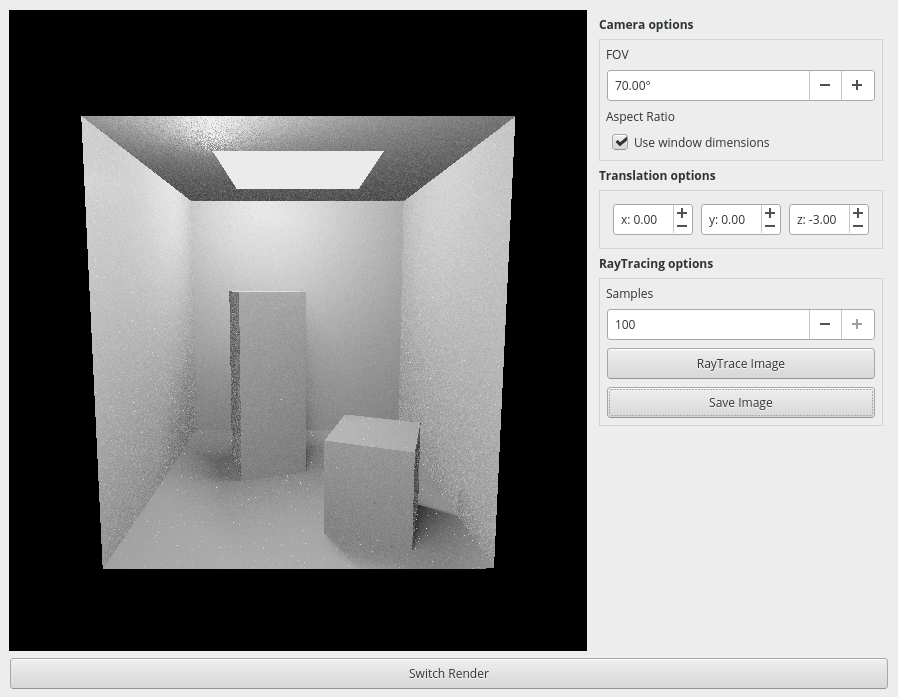 Camera options
FOV
70.00°
Aspect Ratio
Use window dimensions
Translation options
x: 0.00 y: 0.00 z: -3.00
RayTracing options
Samples
100
RayTrace Image
Save Image
Switch Render